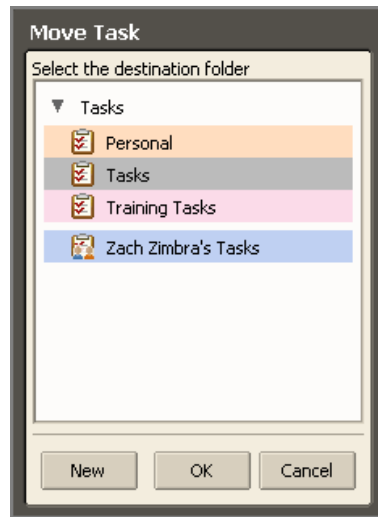 Move Task
Select the destination folder
Tasks
Personal
Tasks
Training Tasks
Zach Zimbra's Tasks
New OK Cancel